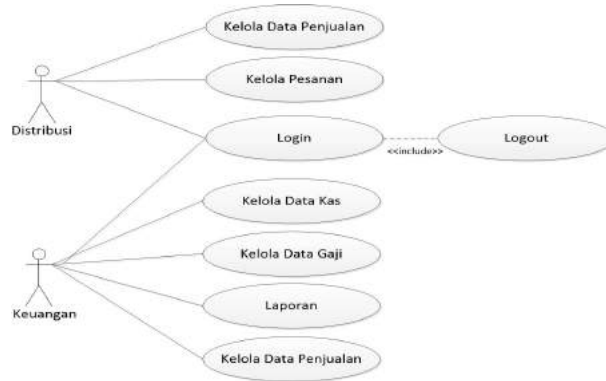 Kelola Data Penjualan
Kelola Pesanan
Distribusi
Login
<<include>>
Logout
Kelola Data Kas
Kelola Data Gaji
Keuangan
Laporan
Kelola Data Penjualan